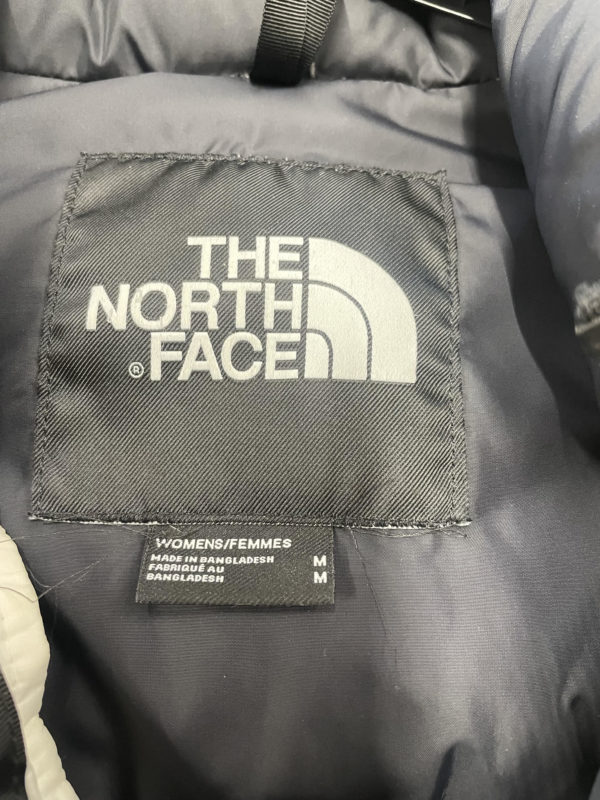 THE
NORTH
FACE
®
WOMENS/FEMMES
MADE IN BANGLADESH M
FABRIQUÉ AU
BANGLADESH M